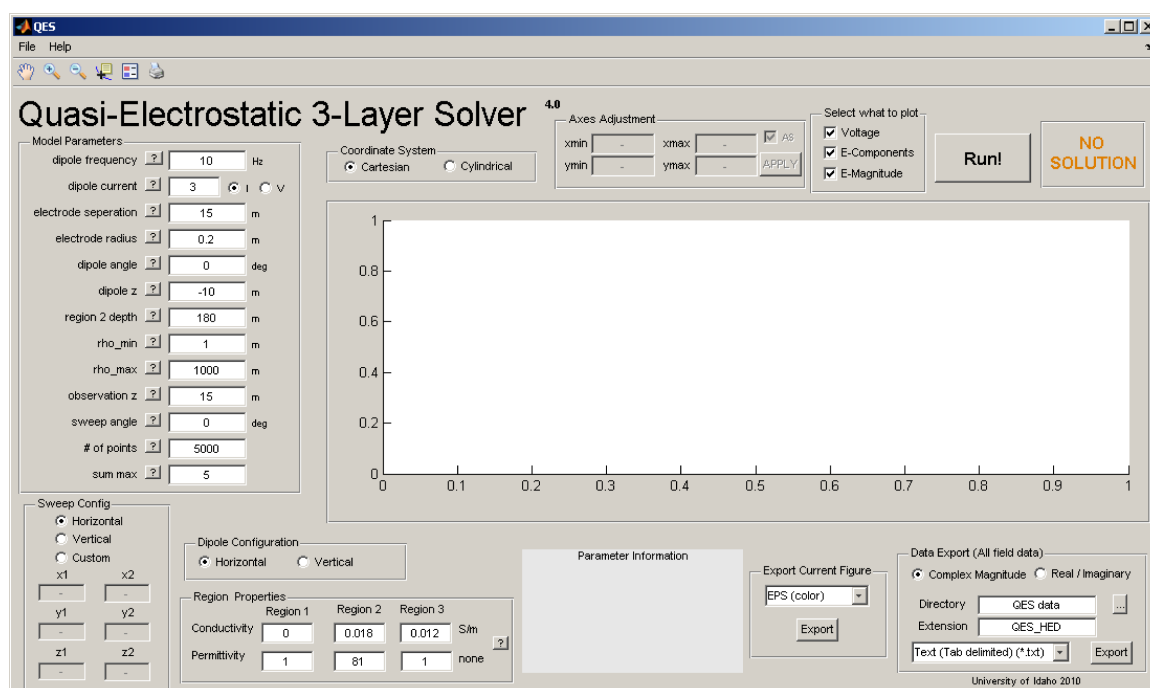 QES
File Help
Quasi-Electrostatic 3-Layer Solver 4.0
Model Parameters
dipole frequency ? 10 Hz
dipole current ? 3 I V
electrode seperation ? 15 m
electrode radius ? 0.2 m
dipole angle ? 0 deg
dipole z ? -10 m
region 2 depth ? 180 m
rho_min ? 1 m
rho_max ? 1000 m
observation z ? 15 m
sweep angle ? 0 deg
# of points ? 5000
sum max ? 5
Coordinate System
Cartesian Cylindrical
Axes Adjustment
xmin - xmax - AS
ymin - ymax - APPLY
Select what to plot
Voltage
E-Components
E-Magnitude
Run!
NO
SOLUTION
1
0.8
0.6
0.4
0.2
0
0 0.1 0.2 0.3 0.4 0.5 0.6 0.7 0.8 0.9 1
Sweep Config
Horizontal
Vertical
Custom
x1 x2
- -
y1 y2
- -
z1 z2
- -
Dipole Configuration
Horizontal Vertical
Region Properties
Region 1 Region 2 Region 3
Conductivity 0 0.018 0.012 S/m
?
Permittivity 1 81 1 none
Parameter Information
Export Current Figure
EPS (color)
Export
Data Export (All field data)
Complex Magnitude Real / Imaginary
Directory QES data ...
Extension QES_HED
Text (Tab delimited) (*.txt) Export
University of Idaho 2010